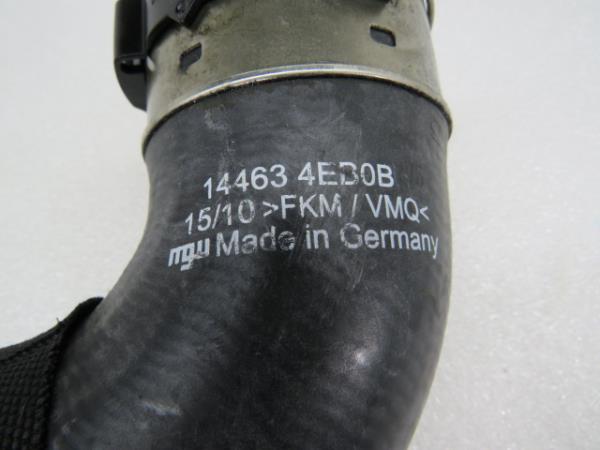 14463 4EB0B
15/10 >FKM / VMQ<
mgu Made in Germany